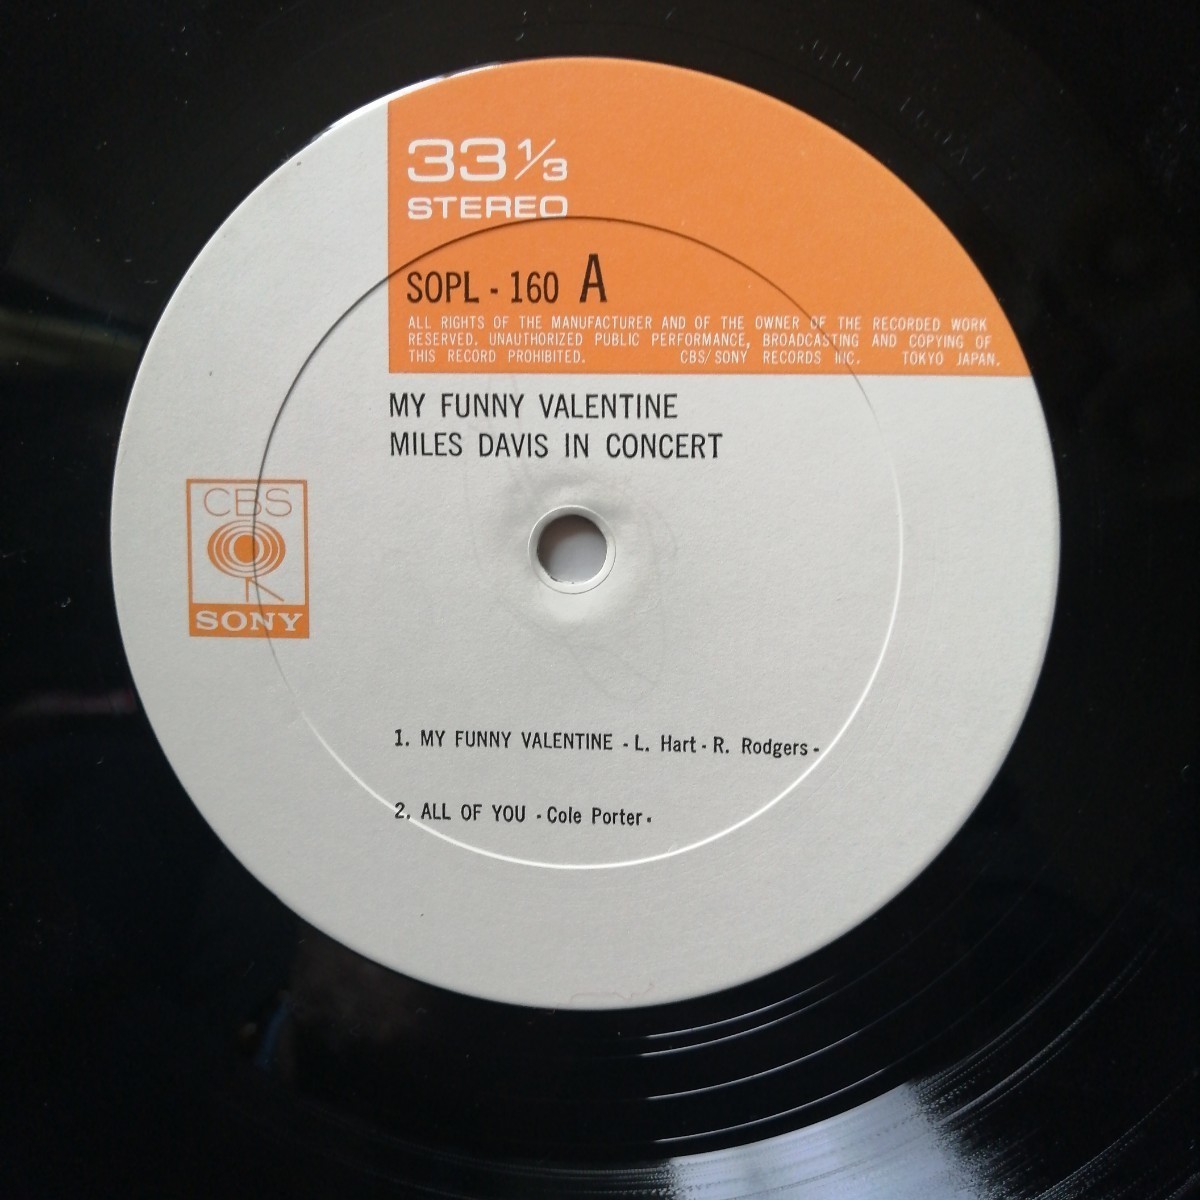 33 1/3
STEREO
SOPL - 160 A
ALL RIGHTS OF THE MANUFACTURER AND OF THE OWNER OF THE RECORDED WORK
RESERVED. UNAUTHORIZED PUBLIC PERFORMANCE, BROADCASTING AND COPYING OF
THIS RECORD PROHIBITED. CBS/SONY RECORDS INC. TOKYO JAPAN.
MY FUNNY VALENTINE
MILES DAVIS IN CONCERT
CBS
SONY
1. MY FUNNY VALENTINE - L. Hart - R. Rodgers -
2. ALL OF YOU - Cole Porter -